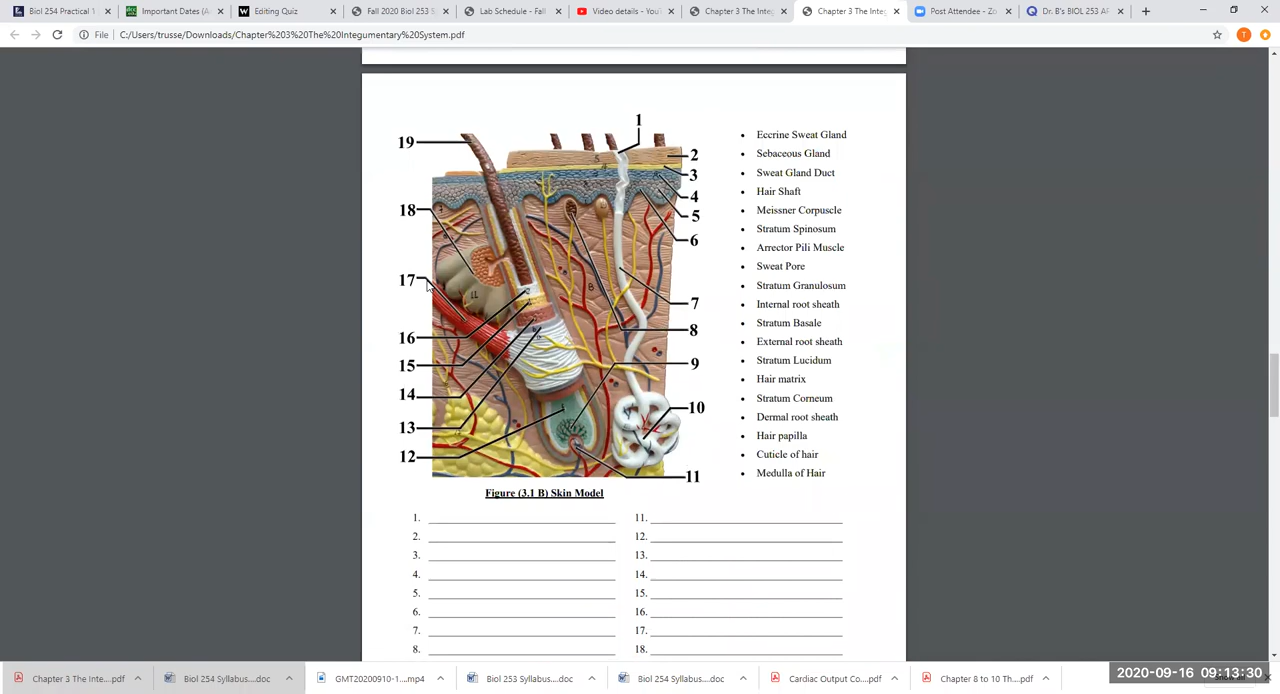 Biol 254 Practical 1
Important Dates (A
Editing Quiz
Fall 2020 Biol 253 S
Lab Schedule - Fall
Video details - You
Chapter 3 The Inte
Chapter 3 The Integ
Post Attendee - Zo
Dr. B's BIOL 253 AP
File
C:/Users/trusse/Downloads/Chapter%203%20The%20Integumentary%20System.pdf
T
1
19
2
3
18
4
5
6
17
7
16
8
15
9
14
10
13
12
11
Eccrine Sweat Gland
Sebaceous Gland
Sweat Gland Duct
Hair Shaft
Meissner Corpuscle
Stratum Spinosum
Arrector Pili Muscle
Sweat Pore
Stratum Granulosum
Internal root sheath
Stratum Basale
External root sheath
Stratum Lucidum
Hair matrix
Stratum Corneum
Dermal root sheath
Hair papilla
Cuticle of hair
Medulla of Hair
Figure (3.1 B) Skin Model
1.
2.
3.
4.
5.
6.
7.
8.
11.
12.
13.
14.
15.
16.
17.
18.
Chapter 3 The Inte....pdf
Biol 254 Syllabus....doc
GMT20200910-1....mp4
Biol 253 Syllabus....doc
Biol 254 Syllabus....doc
Cardiac Output Co....pdf
Chapter 8 to 10 Th....pdf
2020-09-16 09:13:30